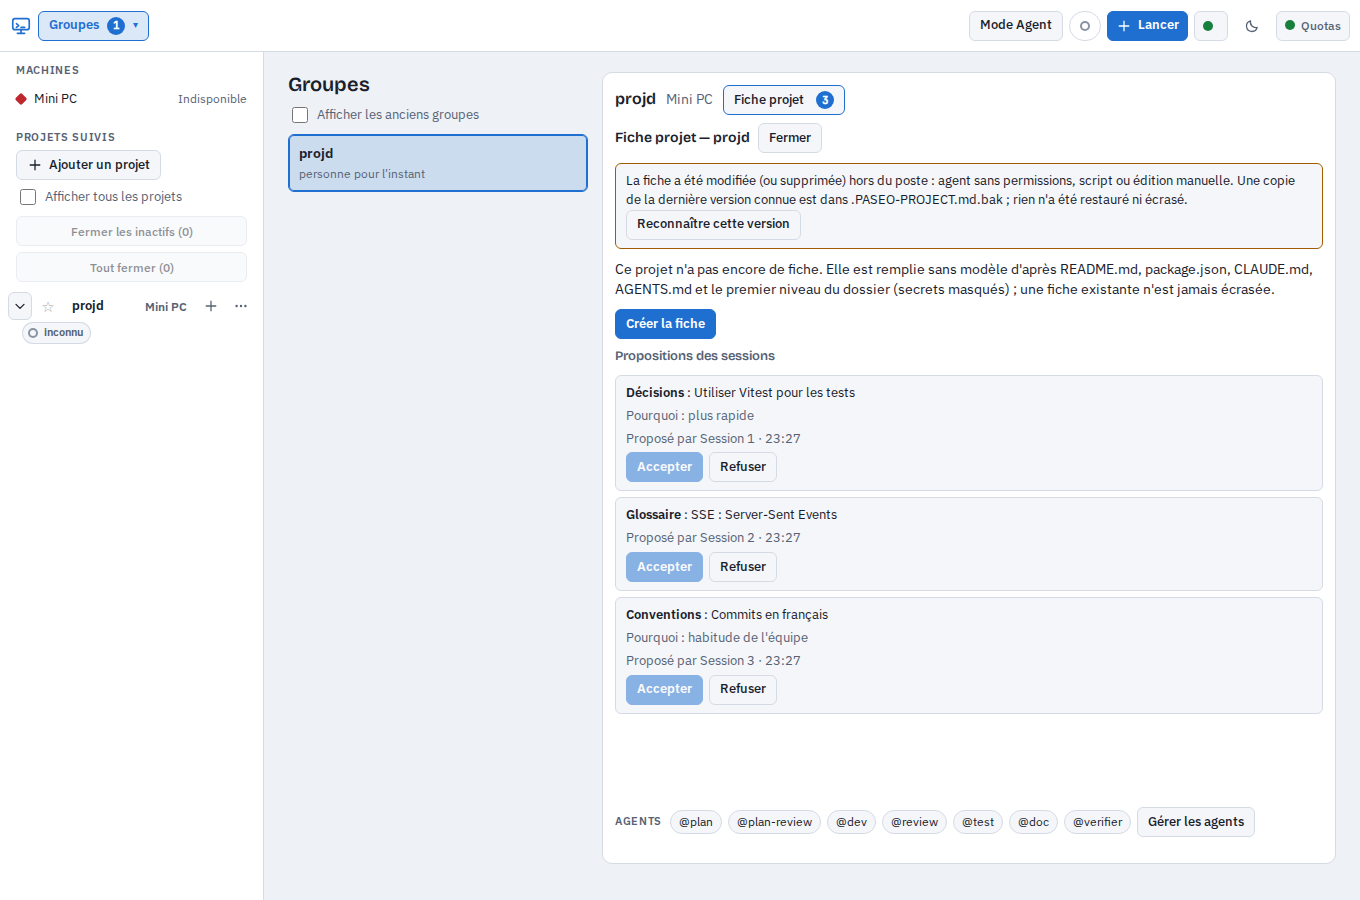 Groupes 1
Mode Agent
Lancer
Quotas
MACHINES
Mini PC Indisponible
PROJETS SUIVIS
Ajouter un projet
Afficher tous les projets
Fermer les inactifs (0)
Tout fermer (0)
projd Mini PC
Inconnu
Groupes
Afficher les anciens groupes
projd
personne pour l'instant
projd Mini PC Fiche projet 3
Fiche projet — projd Fermer
La fiche a été modifiée (ou supprimée) hors du poste : agent sans permissions, script ou édition manuelle. Une copie
de la dernière version connue est dans .PASEO-PROJECT.md.bak ; rien n'a été restauré ni écrasé.
Reconnaître cette version
Ce projet n'a pas encore de fiche. Elle est remplie sans modèle d'après README.md, package.json, CLAUDE.md,
AGENTS.md et le premier niveau du dossier (secrets masqués) ; une fiche existante n'est jamais écrasée.
Créer la fiche
Propositions des sessions
Décisions : Utiliser Vitest pour les tests
Pourquoi : plus rapide
Proposé par Session 1 · 23:27
Accepter Refuser
Glossaire : SSE : Server-Sent Events
Proposé par Session 2 · 23:27
Accepter Refuser
Conventions : Commits en français
Pourquoi : habitude de l'équipe
Proposé par Session 3 · 23:27
Accepter Refuser
AGENTS @plan @plan-review @dev @review @test @doc @verifier Gérer les agents